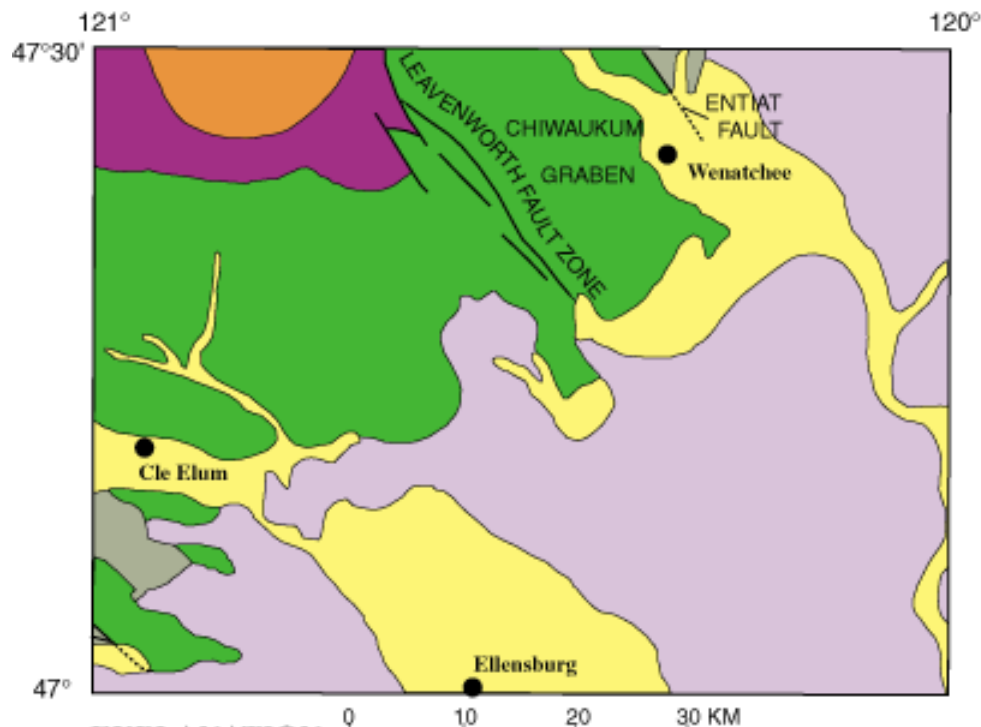 121°
120°
47°30'
LEAVENWORTH FAULT ZONE
CHIWAUKUM
GRABEN
ENTIAT
FAULT
Wenatchee
Cle Elum
Ellensburg
47°
0 10 20 30 KM